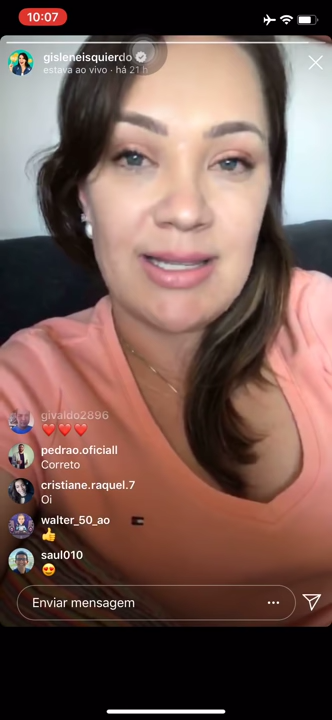 10:07
gisleneisquierdo
estava ao vivo · há 21 h
givaldo2896
❤️❤️❤️
pedrao.oficiall
Correto
cristiane.raquel.7
Oi
walter_50_ao
👍
saul010
😍
Enviar mensagem